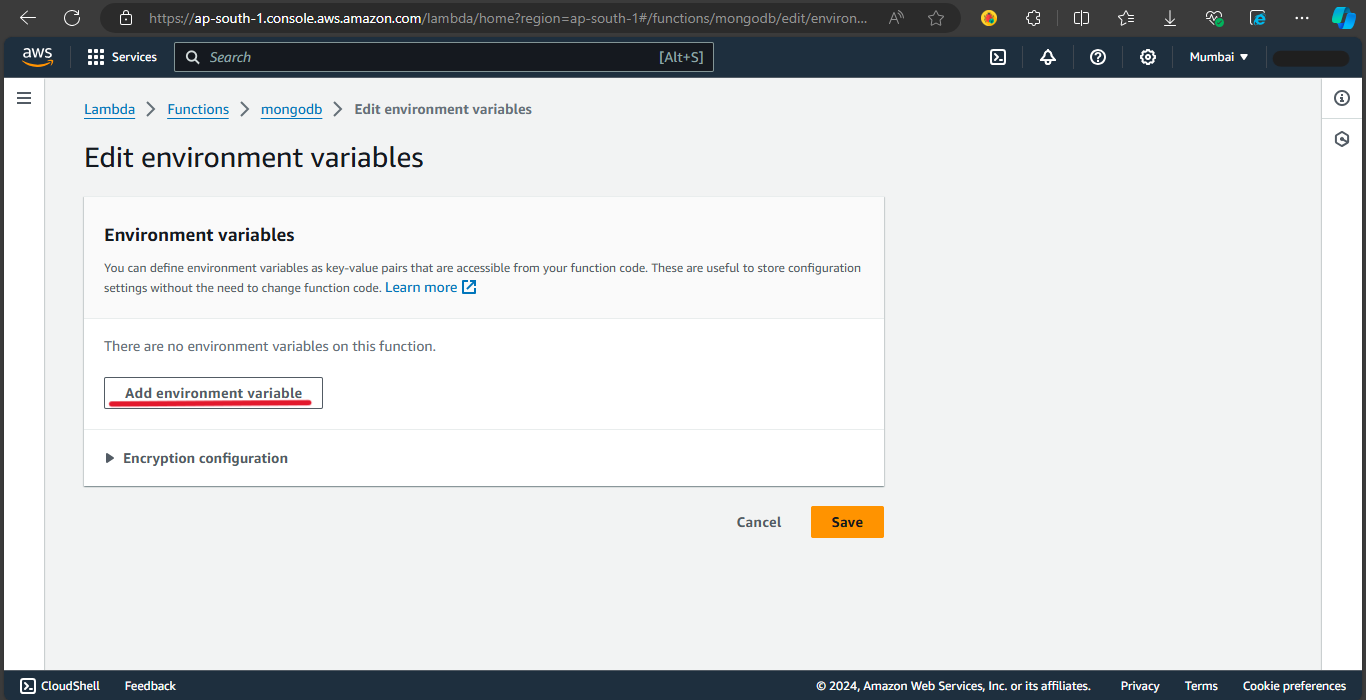 https://ap-south-1.console.aws.amazon.com/lambda/home?region=ap-south-1#/functions/mongodb/edit/environ...
aws
Services
Search
[Alt+S]
Mumbai
Lambda
Functions
mongodb
Edit environment variables
Edit environment variables
Environment variables
You can define environment variables as key-value pairs that are accessible from your function code. These are useful to store configuration
settings without the need to change function code. Learn more
There are no environment variables on this function.
Add environment variable
Encryption configuration
Cancel
Save
CloudShell
Feedback
© 2024, Amazon Web Services, Inc. or its affiliates.
Privacy
Terms
Cookie preferences